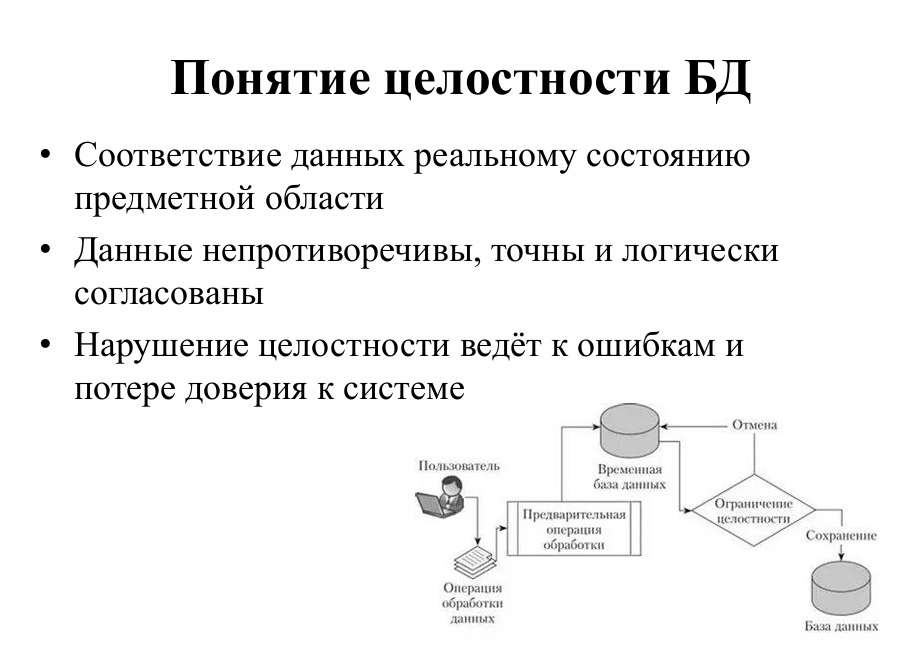 Понятие целостности БД
• Соответствие данных реальному состоянию
предметной области
• Данные непротиворечивы, точны и логически
согласованы
• Нарушение целостности ведёт к ошибкам и
потере доверия к системе
Пользователь
Операция
обработки
данных
Предварительная
операция
обработки
Временная
база данных
Отмена
Ограничение
целостности
Сохранение
База данных